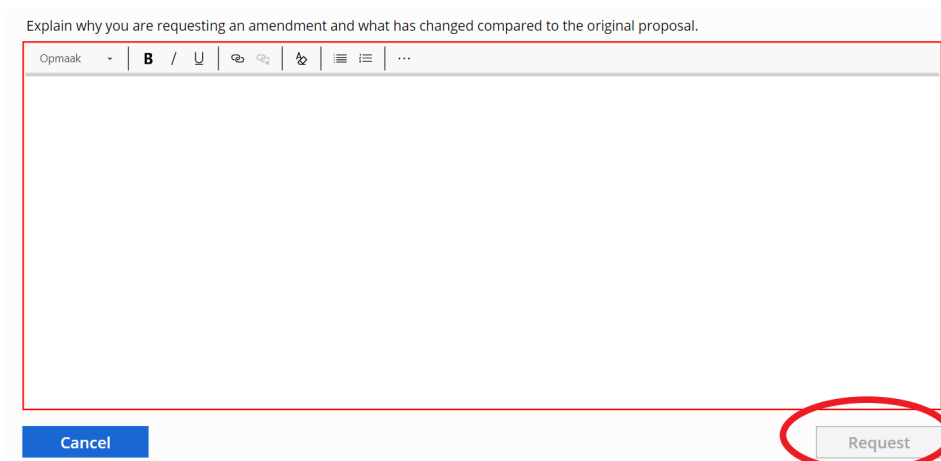 Explain why you are requesting an amendment and what has changed compared to the original proposal.
Opmaak B I U
Cancel Request